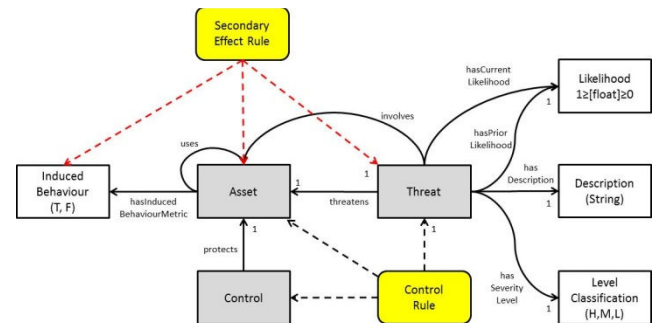 Secondary
Effect Rule
hasCurrent
Likelihood
Likelihood
1≥[float]≥0
1
involves
hasPrior
Likelihood
1
uses
Induced
Behaviour
(T, F)
hasInduced
BehaviourMetric
Asset
1
1
threatens
Threat
has
Description
1
Description
(String)
protects
1
1
Control
Control
Rule
has
Severity
Level
1
Level
Classification
(H,M,L)